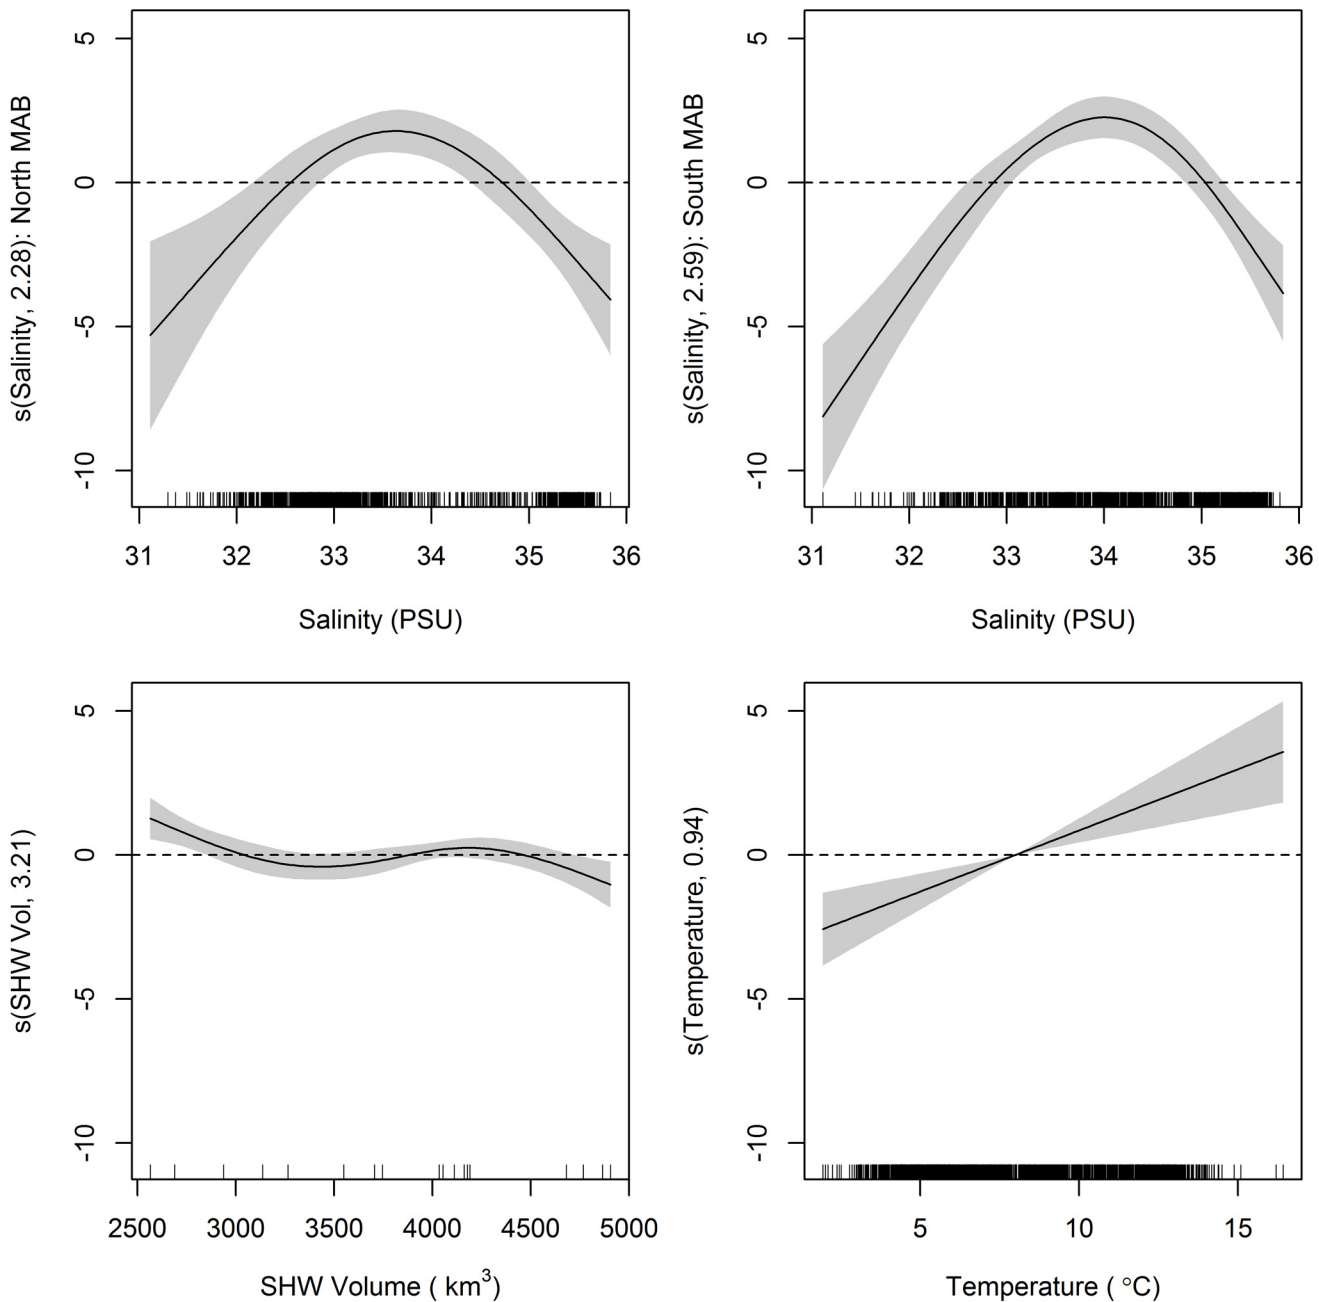 s(Salinity, 2.28): North MAB
5
0
-5
-10
31 32 33 34 35 36
Salinity (PSU)
s(Salinity, 2.59): South MAB
5
0
-5
-10
31 32 33 34 35 36
Salinity (PSU)
s(SHW Vol, 3.21)
5
0
-5
-10
2500 3000 3500 4000 4500 5000
SHW Volume ( km³)
s(Temperature, 0.94)
5
0
-5
-10
5 10 15
Temperature ( °C)